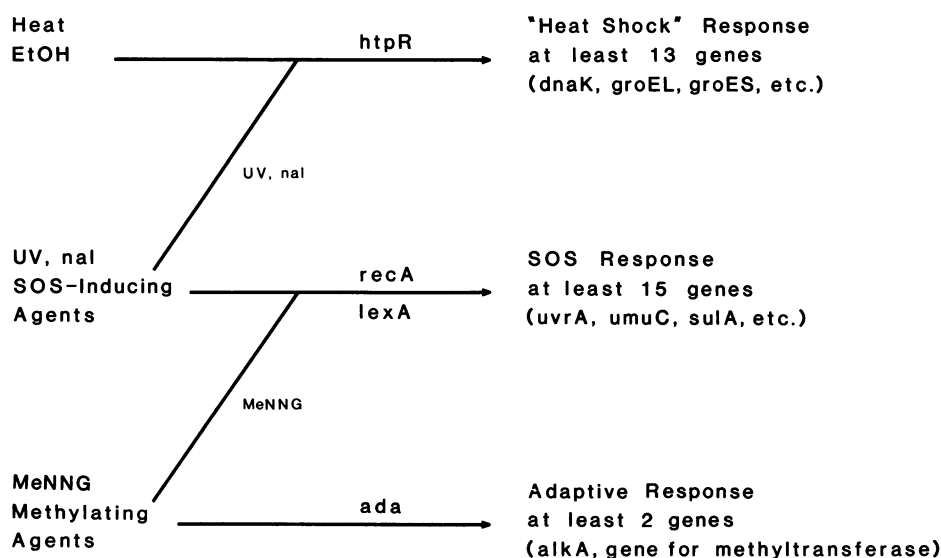 Heat
EtOH
htpR
"Heat Shock" Response
at least 13 genes
(dnaK, groEL, groES, etc.)
UV, nal
UV, nal
SOS-Inducing
Agents
recA
lexA
SOS Response
at least 15 genes
(uvrA, umuC, sulA, etc.)
MeNNG
MeNNG
Methylating
Agents
ada
Adaptive Response
at least 2 genes
(alkA, gene for methyltransferase)